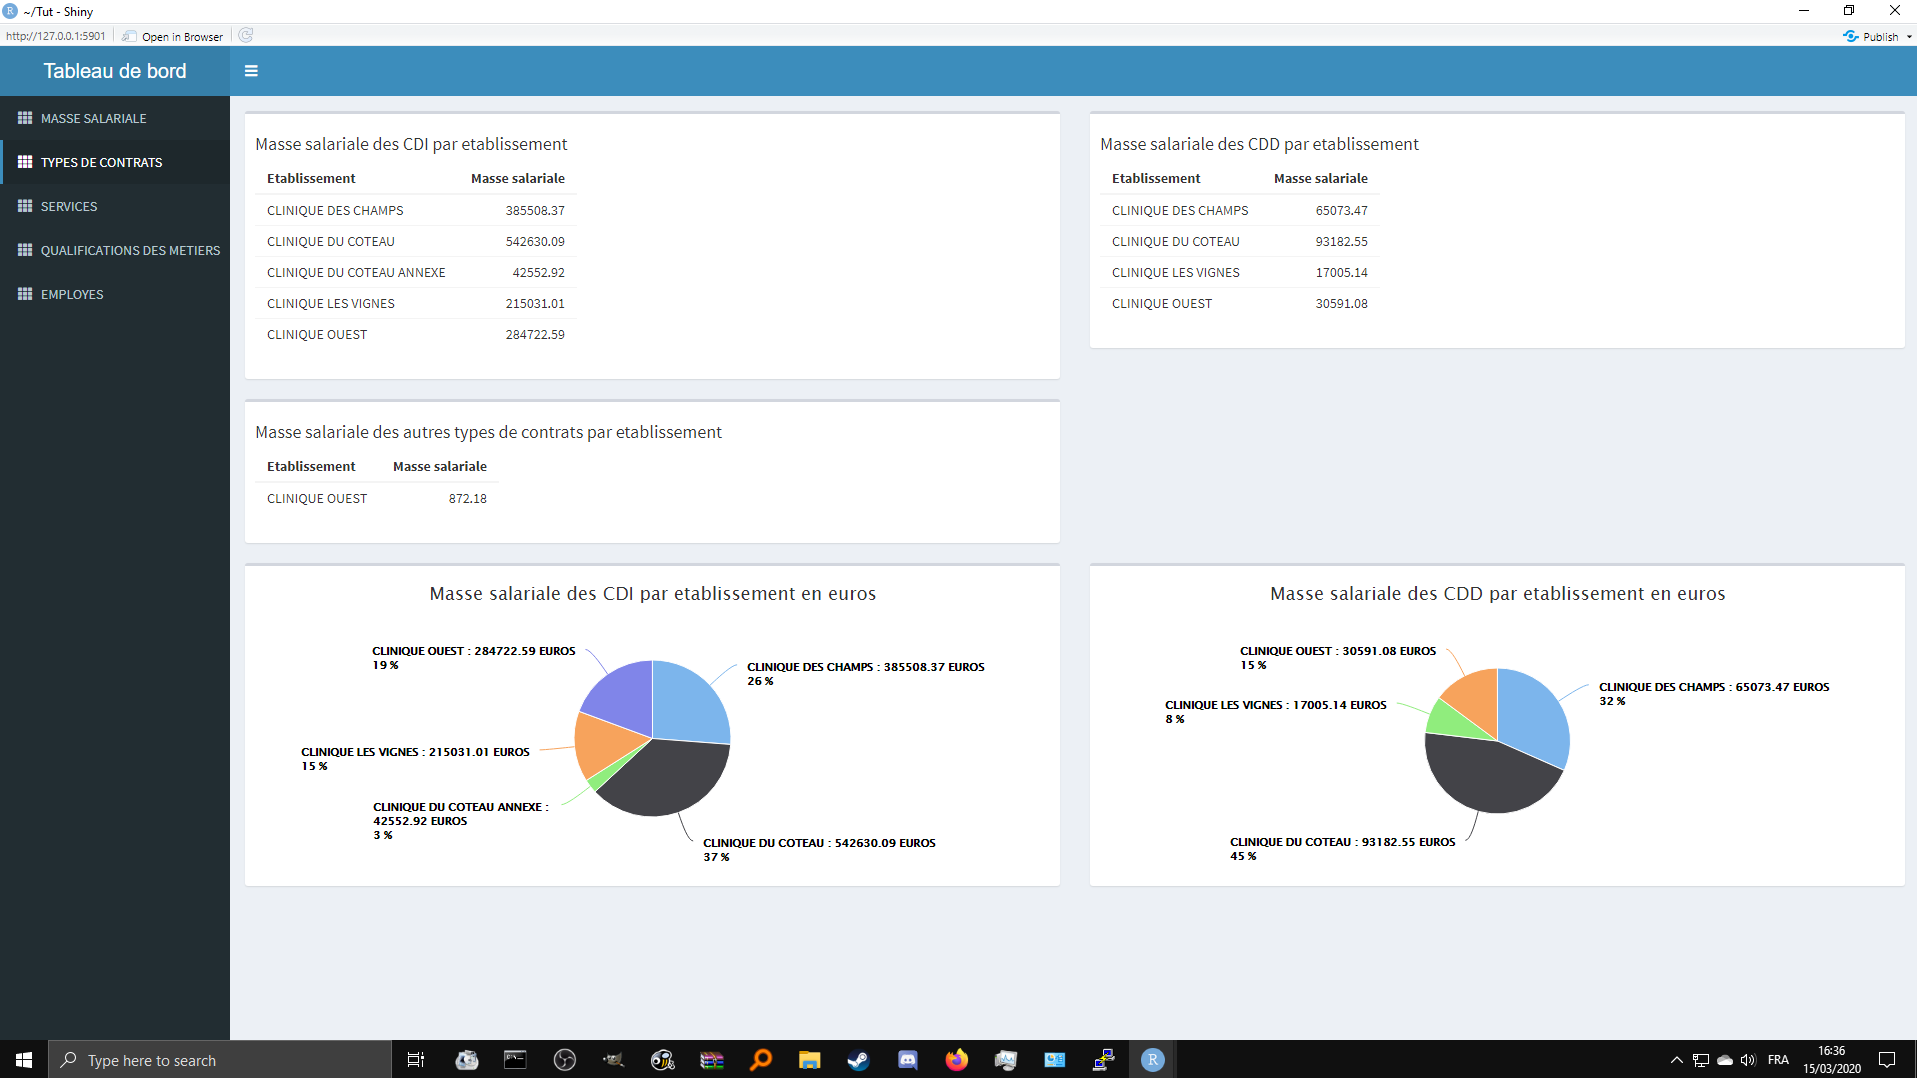 ~/Tut - Shiny
http://127.0.0.1:5901 Open in Browser Publish
Tableau de bord
MASSE SALARIALE
TYPES DE CONTRATS
SERVICES
QUALIFICATIONS DES METIERS
EMPLOYES
Masse salariale des CDI par etablissement
Etablissement Masse salariale
CLINIQUE DES CHAMPS 385508.37
CLINIQUE DU COTEAU 542630.09
CLINIQUE DU COTEAU ANNEXE 42552.92
CLINIQUE LES VIGNES 215031.01
CLINIQUE OUEST 284722.59
Masse salariale des CDD par etablissement
Etablissement Masse salariale
CLINIQUE DES CHAMPS 65073.47
CLINIQUE DU COTEAU 93182.55
CLINIQUE LES VIGNES 17005.14
CLINIQUE OUEST 30591.08
Masse salariale des autres types de contrats par etablissement
Etablissement Masse salariale
CLINIQUE OUEST 872.18
Masse salariale des CDI par etablissement en euros
CLINIQUE OUEST : 284722.59 EUROS
19 %
CLINIQUE DES CHAMPS : 385508.37 EUROS
26 %
CLINIQUE LES VIGNES : 215031.01 EUROS
15 %
CLINIQUE DU COTEAU ANNEXE :
42552.92 EUROS
3 %
CLINIQUE DU COTEAU : 542630.09 EUROS
37 %
Masse salariale des CDD par etablissement en euros
CLINIQUE OUEST : 30591.08 EUROS
15 %
CLINIQUE DES CHAMPS : 65073.47 EUROS
32 %
CLINIQUE LES VIGNES : 17005.14 EUROS
8 %
CLINIQUE DU COTEAU : 93182.55 EUROS
45 %
Type here to search
FRA
16:36
15/03/2020